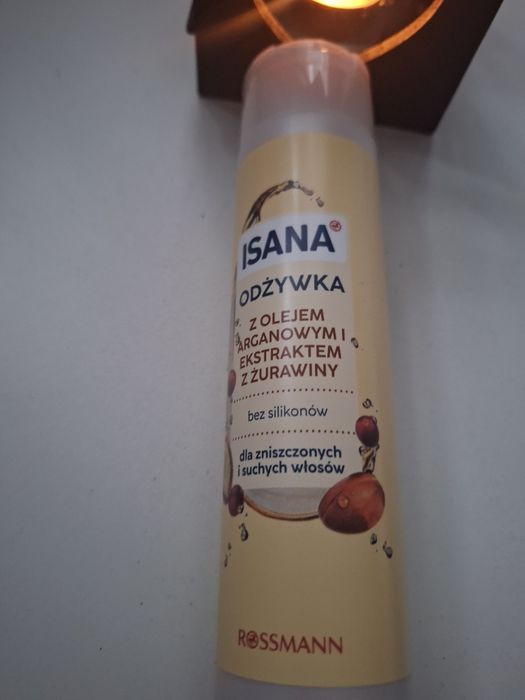 ISANA
ODŻYWKA
Z OLEJEM
ARGANOWYM I
EKSTRAKTEM
Z ŻURAWINY
bez silikonów
dla zniszczonych
i suchych włosów
ROSSMANN